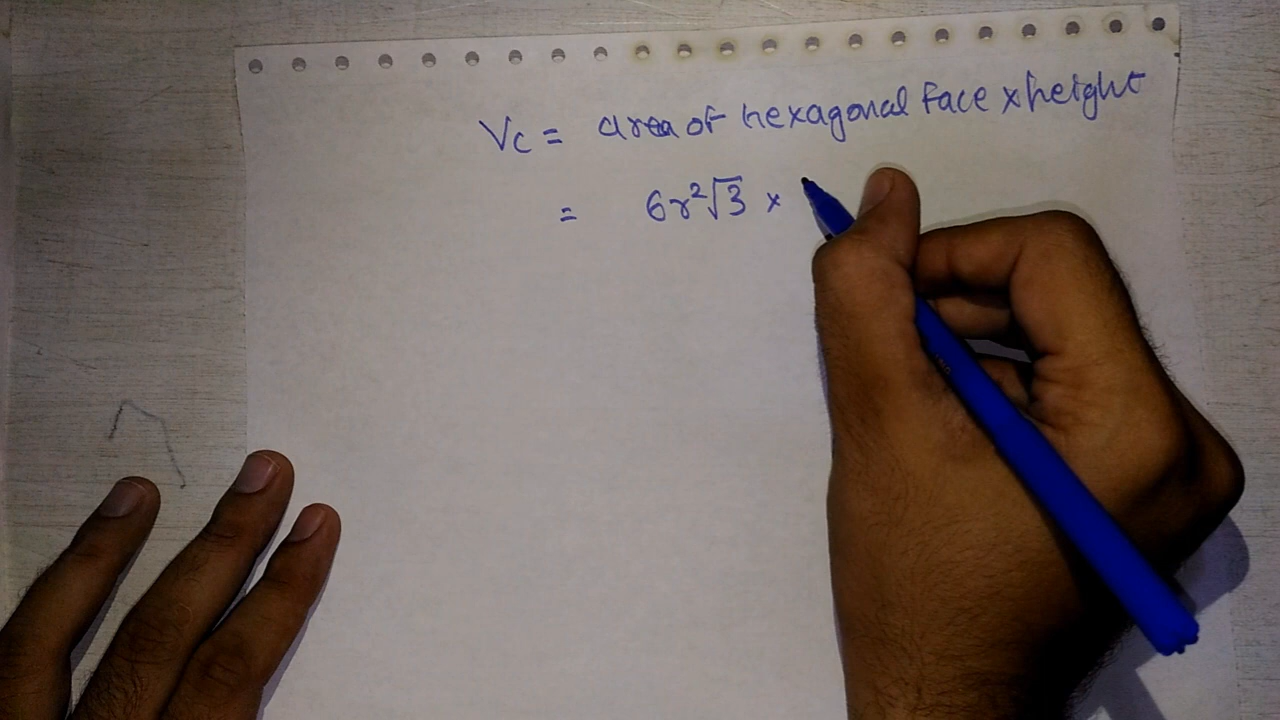 Vc = area of hexagonal face x height
= 6r²√3 ×